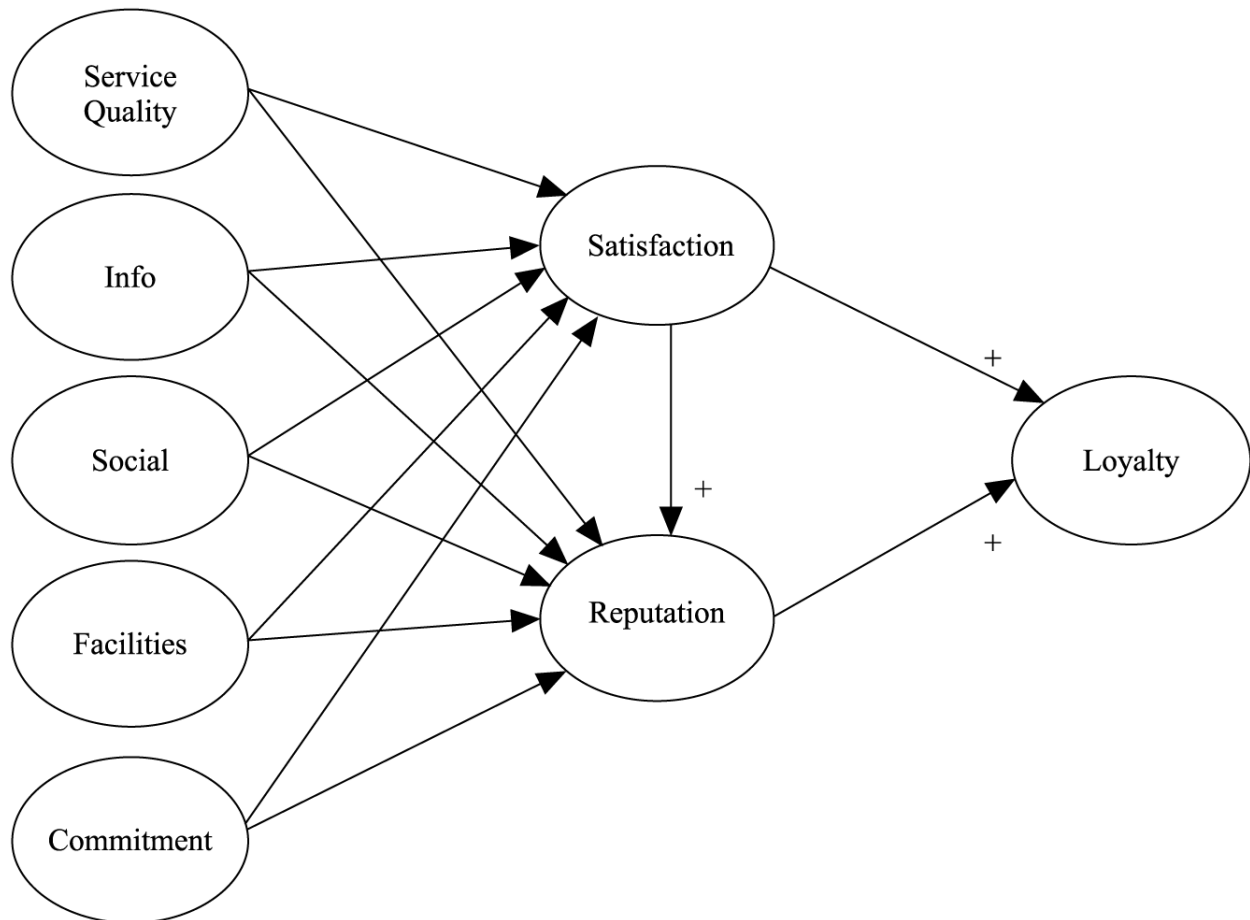 Service
Quality
Info
Social
Facilities
Commitment
Satisfaction
+
Reputation
+
+
Loyalty